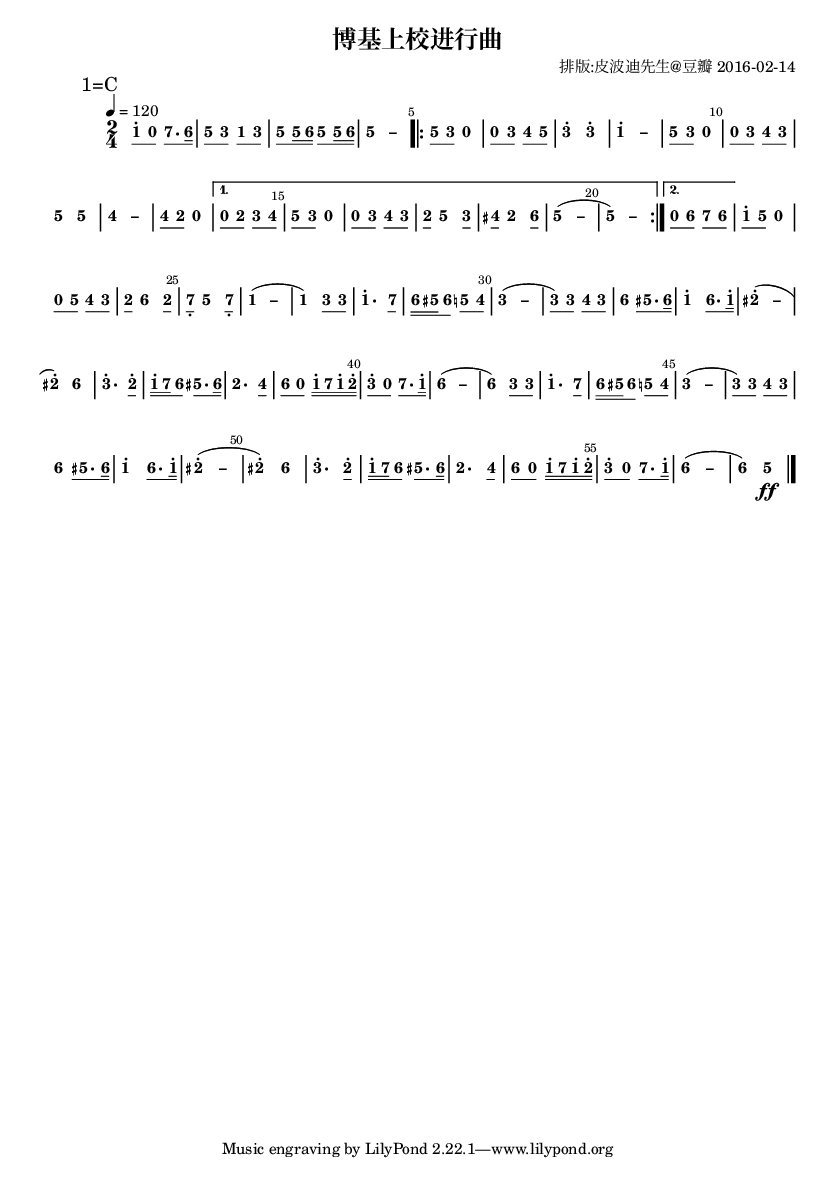 博基上校进行曲
排版:皮波迪先生@豆瓣 2016-02-14
1=C
♩= 120
2/4 i̇ 0 7·6 | 5 3 1 3 | 5 5 6 5 5 6 | 5 – |: 5 5 3 0 | 0 3 4 5 | 3̇ 3̇ | i̇ – | 5 3 0 | 10 0 3 4 3 |
5 5 | 4 – | 4 2 0 | 1. 0 2 3 4 | 15 5 3 0 | 0 3 4 3 | 2 5 3 | #4 2 6 | 5 – | 20 5 – :| 2. 0 6 7 6 | i̇ 5 0 |
0 5 4 3 | 2 6 2 | 25 7̣ 5 7̣ | 1 – | 1 3 3 | i̇· 7 | 6 #5 6 ♮5 4 | 30 3 – | 3 3 4 3 | 6 #5·6 | i̇ 6·i̇ | #2̇ – |
#2̇ 6 | 3̇· 2̇ | i̇ 7 6 #5·6 | 2· 4 | 6 0 i̇ 7 i̇ 2̇ | 40 3̇ 0 7·i̇ | 6 – | 6 3 3 | i̇· 7 | 6 #5 6 ♮5 4 | 45 3 – | 3 3 4 3 |
6 #5·6 | i̇ 6·i̇ | #2̇ – | 50 #2̇ 6 | 3̇· 2̇ | i̇ 7 6 #5·6 | 2· 4 | 6 0 i̇ 7 i̇ 2̇ | 55 3̇ 0 7·i̇ | 6 – | 6 5 |
ff
Music engraving by LilyPond 2.22.1—www.lilypond.org